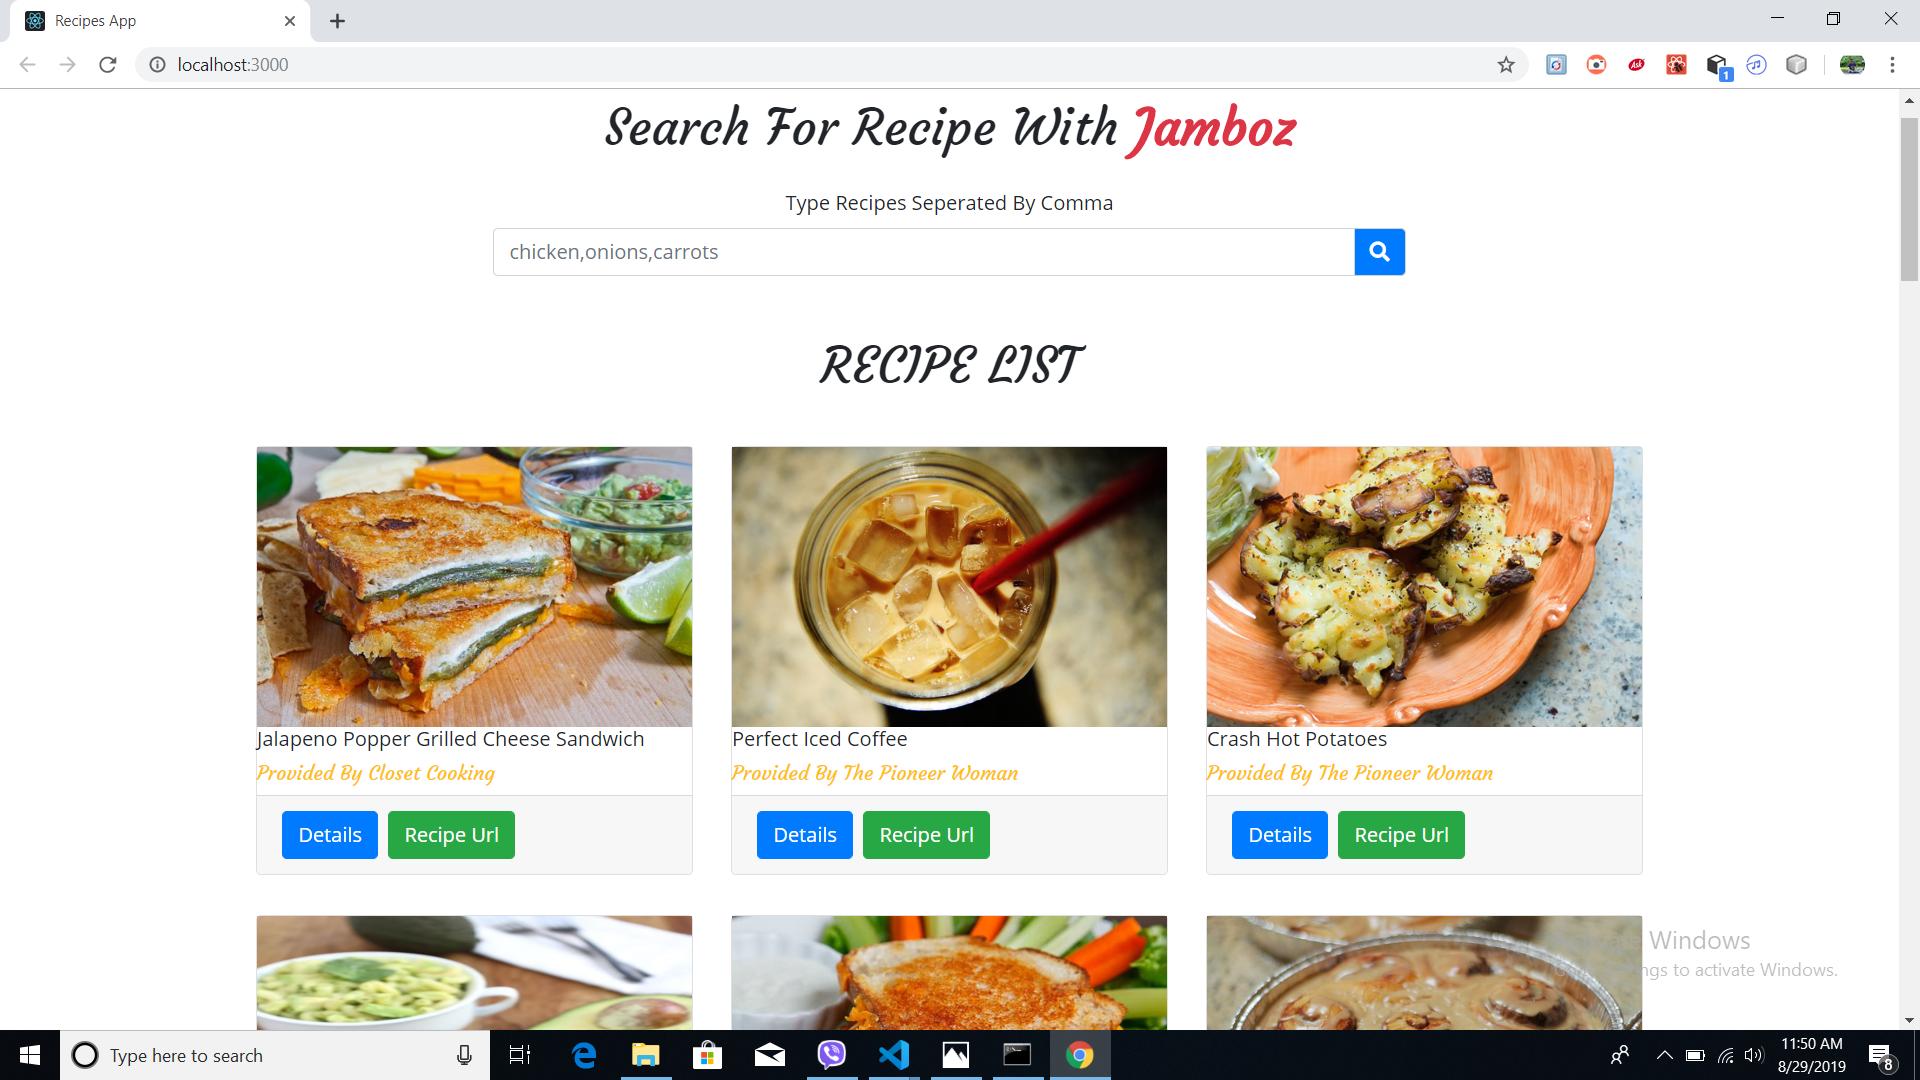 Recipes App
localhost:3000
Ask
1
Search For Recipe With Jamboz
Type Recipes Seperated By Comma
chicken,onions,carrots
RECIPE LIST
Jalapeno Popper Grilled Cheese Sandwich
Provided By Closet Cooking
Details Recipe Url
Perfect Iced Coffee
Provided By The Pioneer Woman
Details Recipe Url
Crash Hot Potatoes
Provided By The Pioneer Woman
Details Recipe Url
Windows
to activate Windows.
Type here to search
11:50 AM
8/29/2019
8